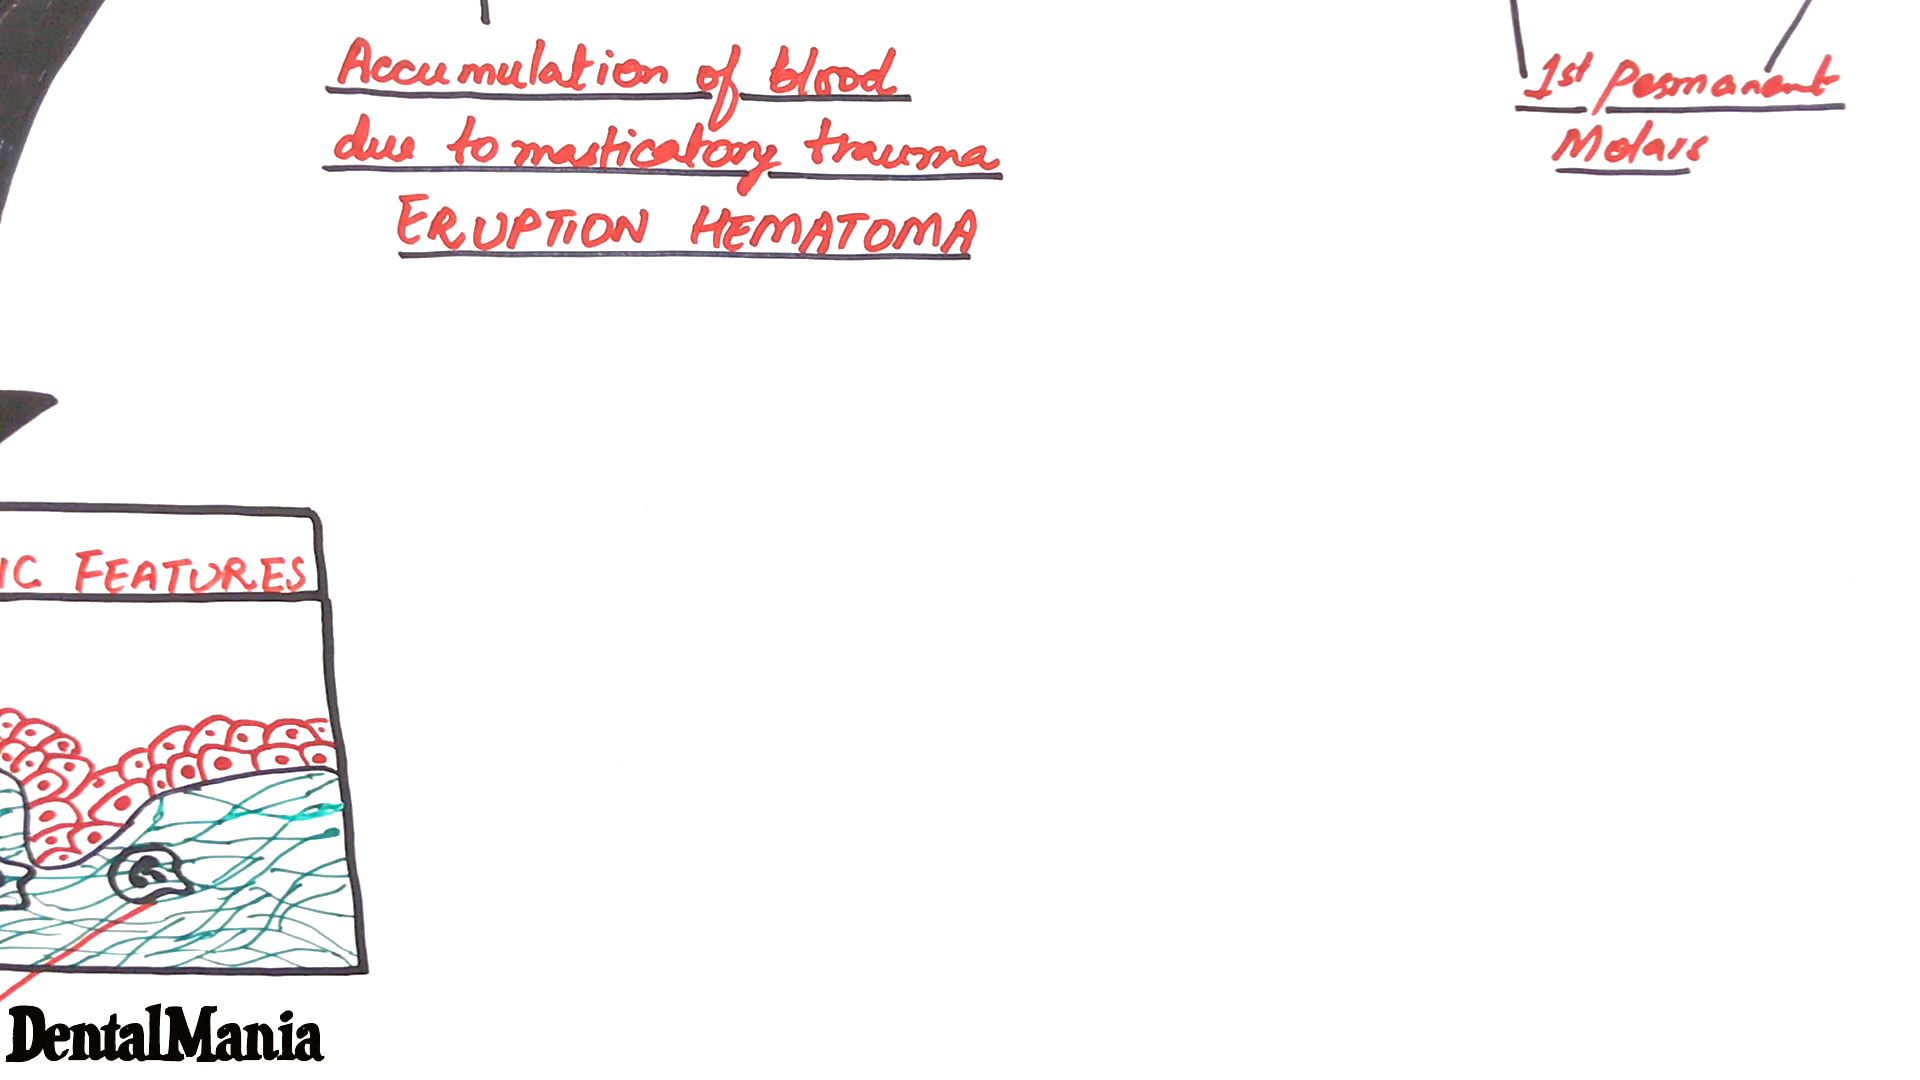 Accumulation of blood
due to masticatory trauma
ERUPTION HEMATOMA
1st Permanent
Molars
IC FEATURES
DentalMania